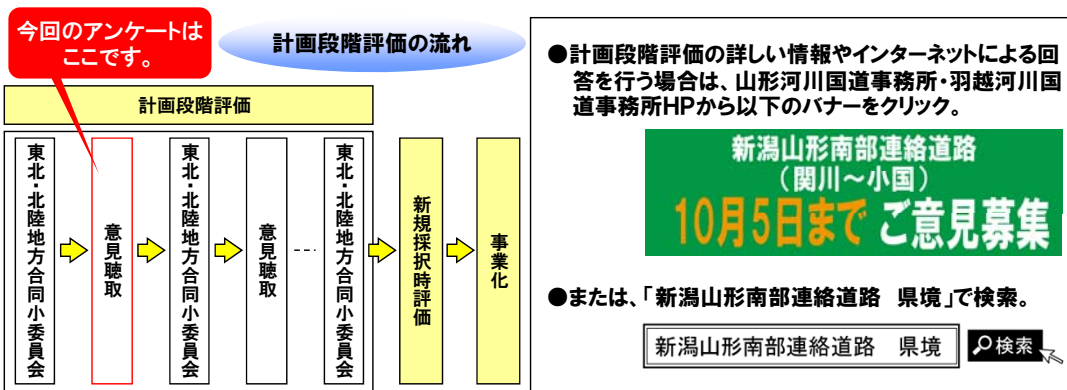 今回のアンケートは
ここです。
計画段階評価の流れ
計画段階評価
東北・北陸地方合同小委員会
意見聴取
東北・北陸地方合同小委員会
意見聴取
東北・北陸地方合同小委員会
新規採択時評価
事業化
●計画段階評価の詳しい情報やインターネットによる回
答を行う場合は、山形河川国道事務所・羽越河川国
道事務所HPから以下のバナーをクリック。
新潟山形南部連絡道路
（関川～小国）
10月5日まで ご意見募集
●または、「新潟山形南部連絡道路　県境」で検索。
新潟山形南部連絡道路　県境
検索